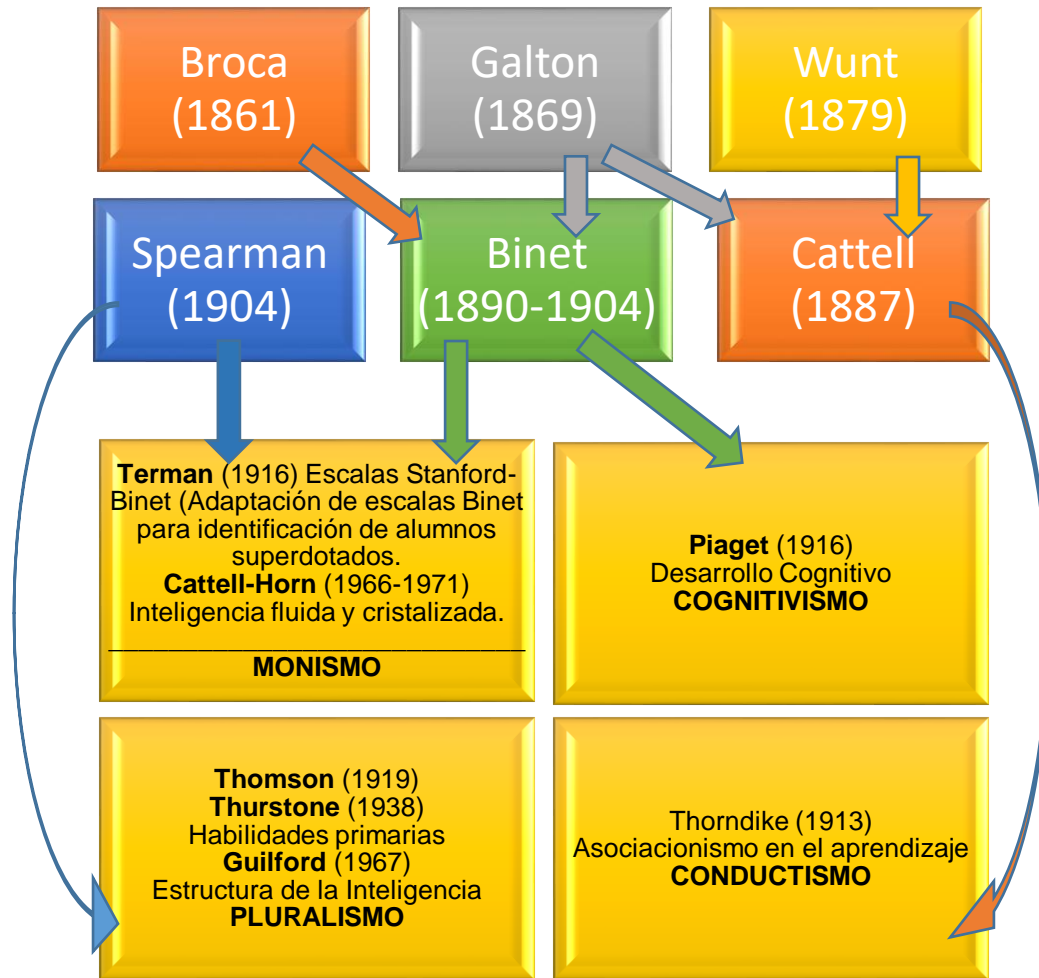 Broca
(1861)
Galton
(1869)
Wunt
(1879)
Spearman
(1904)
Binet
(1890-1904)
Cattell
(1887)
Terman (1916) Escalas Stanford-
Binet (Adaptación de escalas Binet
para identificación de alumnos
superdotados.
Cattell-Horn (1966-1971)
Inteligencia fluida y cristalizada.
MONISMO
Piaget (1916)
Desarrollo Cognitivo
COGNITIVISMO
Thomson (1919)
Thurstone (1938)
Habilidades primarias
Guilford (1967)
Estructura de la Inteligencia
PLURALISMO
Thorndike (1913)
Asociacionismo en el aprendizaje
CONDUCTISMO